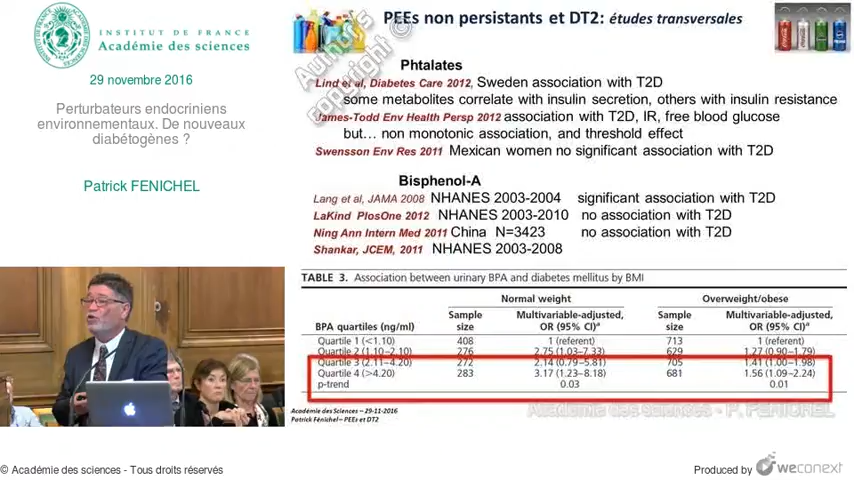 INSTITUT DE FRANCE
Académie des sciences
29 novembre 2016
Perturbateurs endocriniens
environnementaux. De nouveaux
diabétogènes ?
Patrick FENICHEL
PEEs non persistants et DT2: études transversales
Author's
copyright ©
Phtalates
Lind et al, Diabetes Care 2012, Sweden association with T2D
some metabolites correlate with insulin secretion, others with insulin resistance
James-Todd Env Health Persp 2012 association with T2D, IR, free blood glucose
but… non monotonic association, and threshold effect
Swensson Env Res 2011 Mexican women no significant association with T2D
Bisphenol-A
Lang et al, JAMA 2008 NHANES 2003-2004 significant association with T2D
LaKind PlosOne 2012 NHANES 2003-2010 no association with T2D
Ning Ann Intern Med 2011 China N=3423 no association with T2D
Shankar, JCEM, 2011 NHANES 2003-2008
TABLE 3. Association between urinary BPA and diabetes mellitus by BMI
Normal weight Overweight/obese
BPA quartiles (ng/ml) Sample size Multivariable-adjusted, OR (95% CI)a Sample size Multivariable-adjusted, OR (95% CI)a
Quartile 1 (<1.10) 408 1 (referent) 713 1 (referent)
Quartile 2 (1.10–2.10) 276 2.75 (1.03–7.33) 629 1.27 (0.90–1.79)
Quartile 3 (2.11–4.20) 272 2.14 (0.79–5.81) 705 1.41 (1.00–1.98)
Quartile 4 (>4.20) 283 3.17 (1.23–8.18) 681 1.56 (1.09–2.24)
p-trend 0.03 0.01
Académie des sciences - P. FENICHEL
Académie des Sciences – 29-11-2016
Patrick Fénichel – PEEs et DT2
© Académie des sciences - Tous droits réservés
Produced by weconext